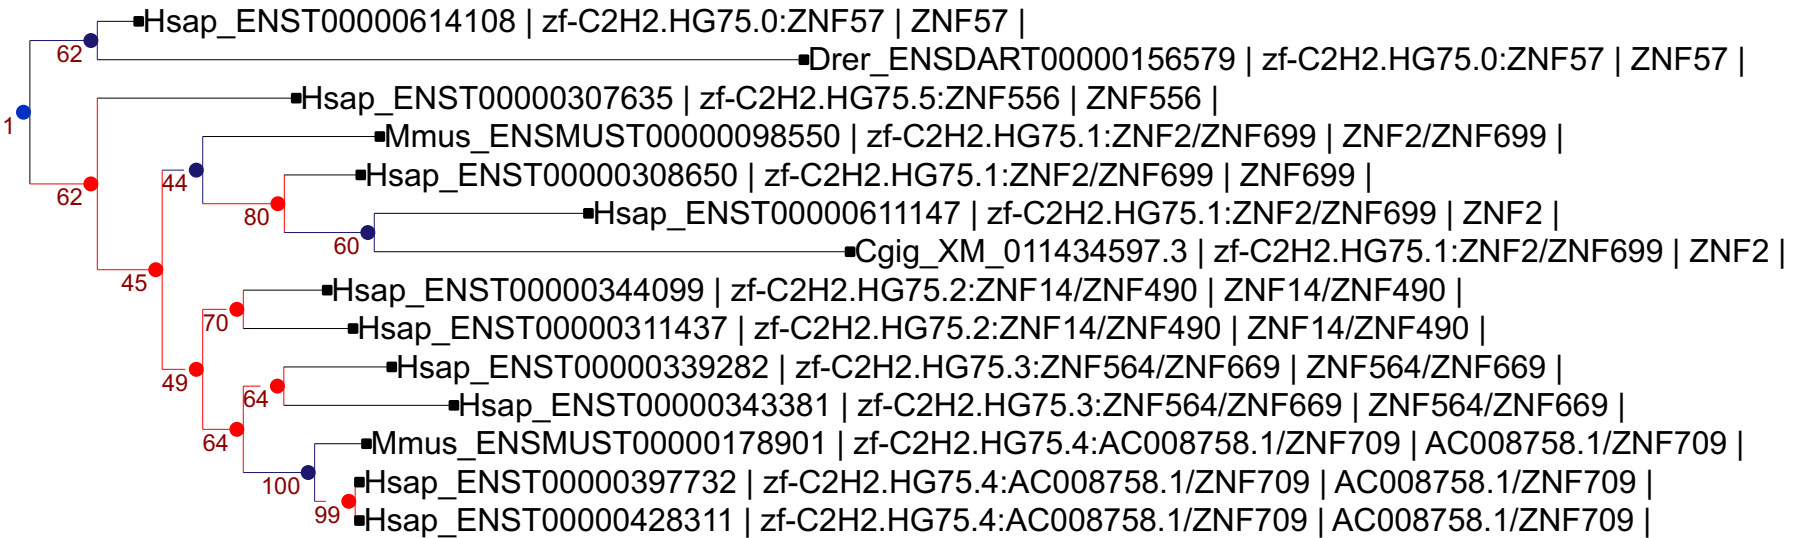 Hsap_ENST00000614108 | zf-C2H2.HG75.0:ZNF57 | ZNF57 |
62
Drer_ENSDART00000156579 | zf-C2H2.HG75.0:ZNF57 | ZNF57 |
Hsap_ENST00000307635 | zf-C2H2.HG75.5:ZNF556 | ZNF556 |
1
Mmus_ENSMUST00000098550 | zf-C2H2.HG75.1:ZNF2/ZNF699 | ZNF2/ZNF699 |
44
Hsap_ENST00000308650 | zf-C2H2.HG75.1:ZNF2/ZNF699 | ZNF699 |
62
80
Hsap_ENST00000611147 | zf-C2H2.HG75.1:ZNF2/ZNF699 | ZNF2 |
60
Cgig_XM_011434597.3 | zf-C2H2.HG75.1:ZNF2/ZNF699 | ZNF2 |
45
Hsap_ENST00000344099 | zf-C2H2.HG75.2:ZNF14/ZNF490 | ZNF14/ZNF490 |
70
Hsap_ENST00000311437 | zf-C2H2.HG75.2:ZNF14/ZNF490 | ZNF14/ZNF490 |
49
Hsap_ENST00000339282 | zf-C2H2.HG75.3:ZNF564/ZNF669 | ZNF564/ZNF669 |
64
Hsap_ENST00000343381 | zf-C2H2.HG75.3:ZNF564/ZNF669 | ZNF564/ZNF669 |
64
Mmus_ENSMUST00000178901 | zf-C2H2.HG75.4:AC008758.1/ZNF709 | AC008758.1/ZNF709 |
100
Hsap_ENST00000397732 | zf-C2H2.HG75.4:AC008758.1/ZNF709 | AC008758.1/ZNF709 |
99
Hsap_ENST00000428311 | zf-C2H2.HG75.4:AC008758.1/ZNF709 | AC008758.1/ZNF709 |